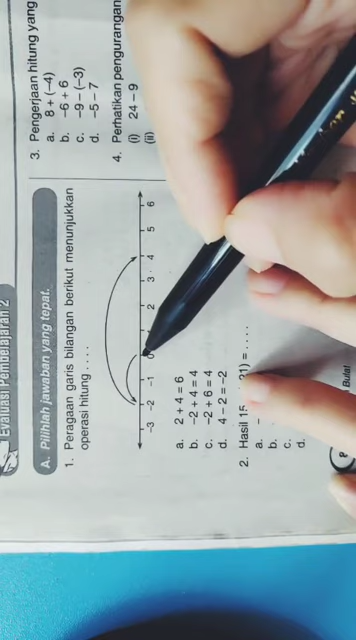 Evaluasi Pembelajaran 2
A. Pilihlah jawaban yang tepat.
1. Peragaan garis bilangan berikut menunjukkan
operasi hitung . . . .
–3 –2 –1 0 1 2 3 4 5 6
a. 2 + 4 = 6
b. –2 + 4 = 4
c. –2 + 6 = 4
d. 4 – 2 = –2
2. Hasil 15 21) = . . . .
a. –
b.
c.
d.
3. Pengerjaan hitung yang
a. 8 + (–4)
b. –6 + 6
c. –9 – (–3)
d. –5 – 7
4. Perhatikan pengurangan
(i) 24 – 9
(ii)
8
Bulat